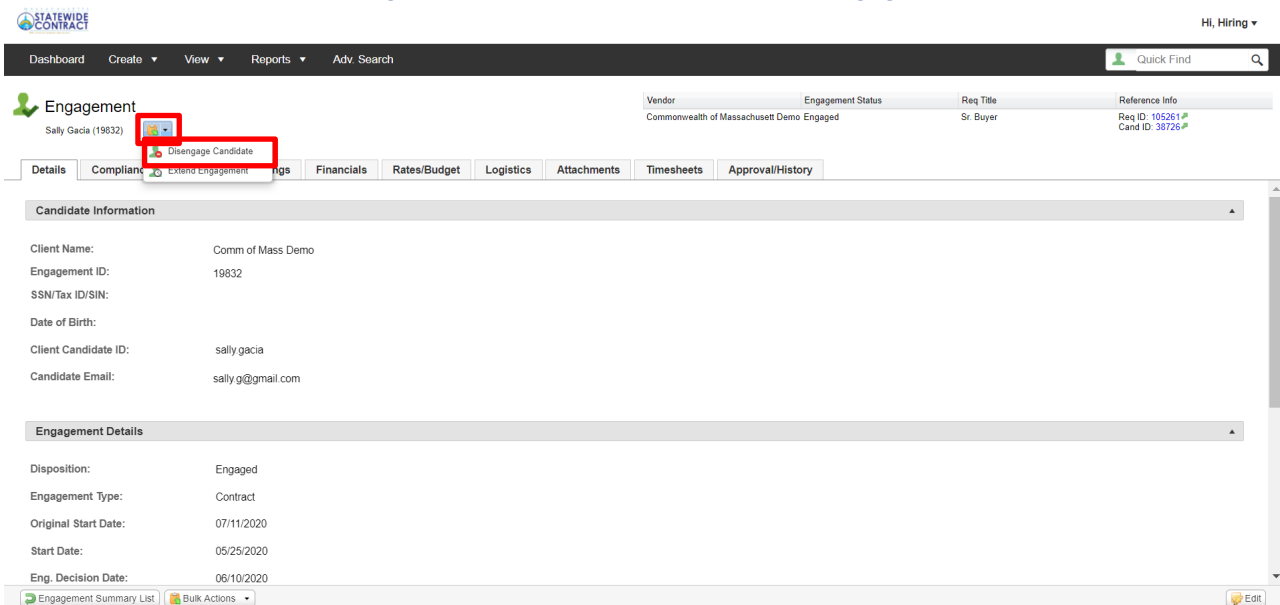 STATEWIDE
CONTRACT
Hi, Hiring
Dashboard Create View Reports Adv. Search Quick Find
Engagement
Sally Gacia (19832)
Vendor Engagement Status Req Title Reference Info
Commonwealth of Massachusett Demo Engaged Sr. Buyer Req ID: 105261
Cand ID: 38726
Disengage Candidate
Extend Engagement
Details Complianc ngs Financials Rates/Budget Logistics Attachments Timesheets Approval/History
Candidate Information
Client Name: Comm of Mass Demo
Engagement ID: 19832
SSN/Tax ID/SIN:
Date of Birth:
Client Candidate ID: sally.gacia
Candidate Email: sally.g@gmail.com
Engagement Details
Disposition: Engaged
Engagement Type: Contract
Original Start Date: 07/11/2020
Start Date: 05/25/2020
Eng. Decision Date: 06/10/2020
Engagement Summary List Bulk Actions Edit